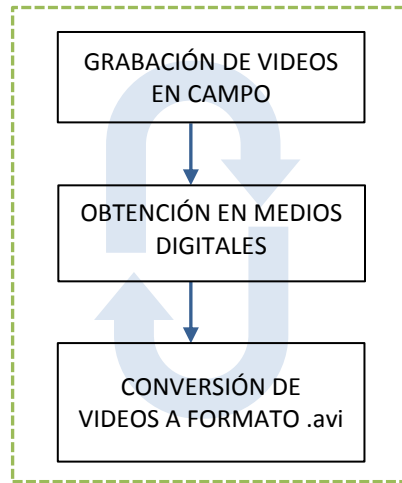 GRABACIÓN DE VIDEOS
EN CAMPO
OBTENCIÓN EN MEDIOS
DIGITALES
CONVERSIÓN DE
VIDEOS A FORMATO .avi